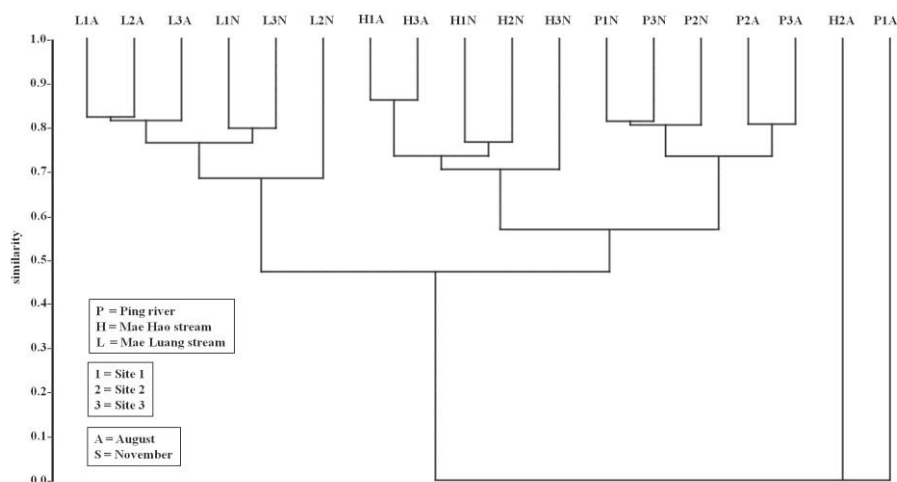 L1A L2A L3A L1N L3N L2N H1A H3A H1N H2N H3N P1N P3N P2N P2A P3A H2A P1A
1.0
0.9
0.8
0.7
0.6
0.5
0.4
0.3
0.2
0.1
0.0
similarity
P = Ping river
H = Mae Hao stream
L = Mae Luang stream
1 = Site 1
2 = Site 2
3 = Site 3
A = August
S = November